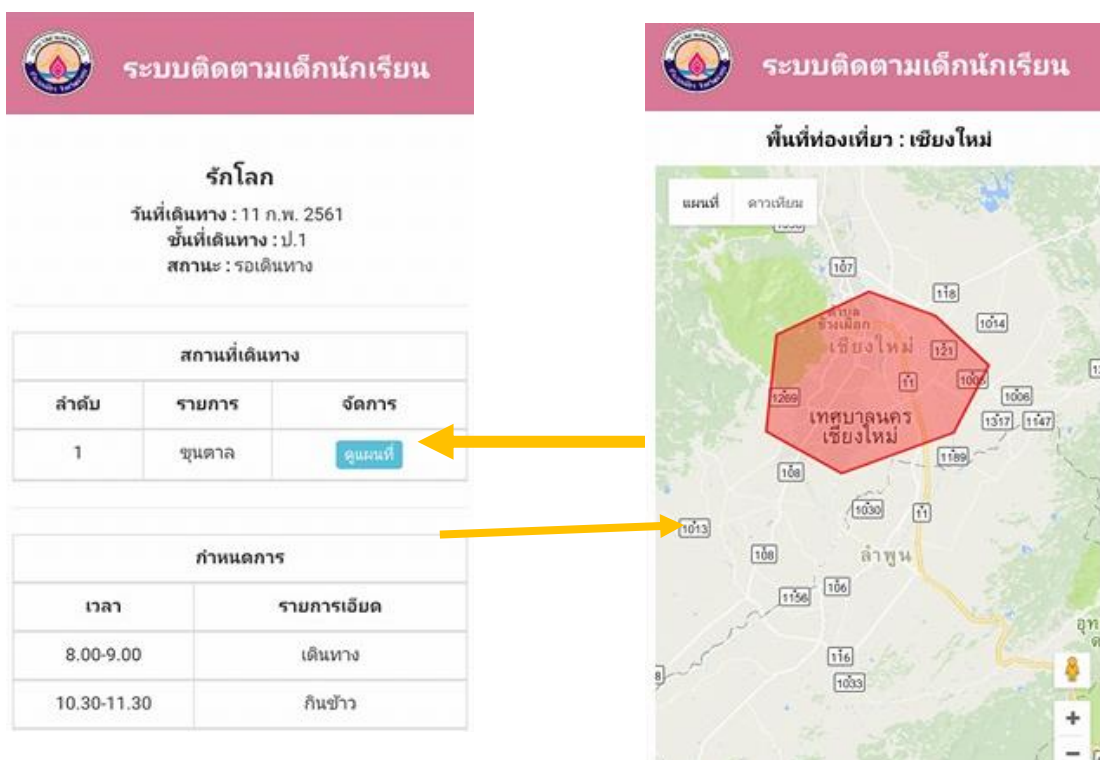 ระบบติดตามเด็กนักเรียน
รักโลก
วันที่เดินทาง : 11 ก.พ. 2561
ชั้นที่เดินทาง : ป.1
สถานะ : รอเดินทาง
สถานที่เดินทาง
ลำดับ รายการ จัดการ
1 ขุนตาล ดูแผนที่
กำหนดการ
เวลา รายการเอียด
8.00-9.00 เดินทาง
10.30-11.30 กินข้าว
ระบบติดตามเด็กนักเรียน
พื้นที่ท่องเที่ยว : เชียงใหม่
แผนที่ ดาวเทียม
107
118
1014
ช้างเผือก
เชียงใหม่ 121
11
1269
1006
เทศบาลนคร
เชียงใหม่
1317 1147
1189
108
1030 11
1013
108 ลำพูน
106
1156
116
1033
+
−